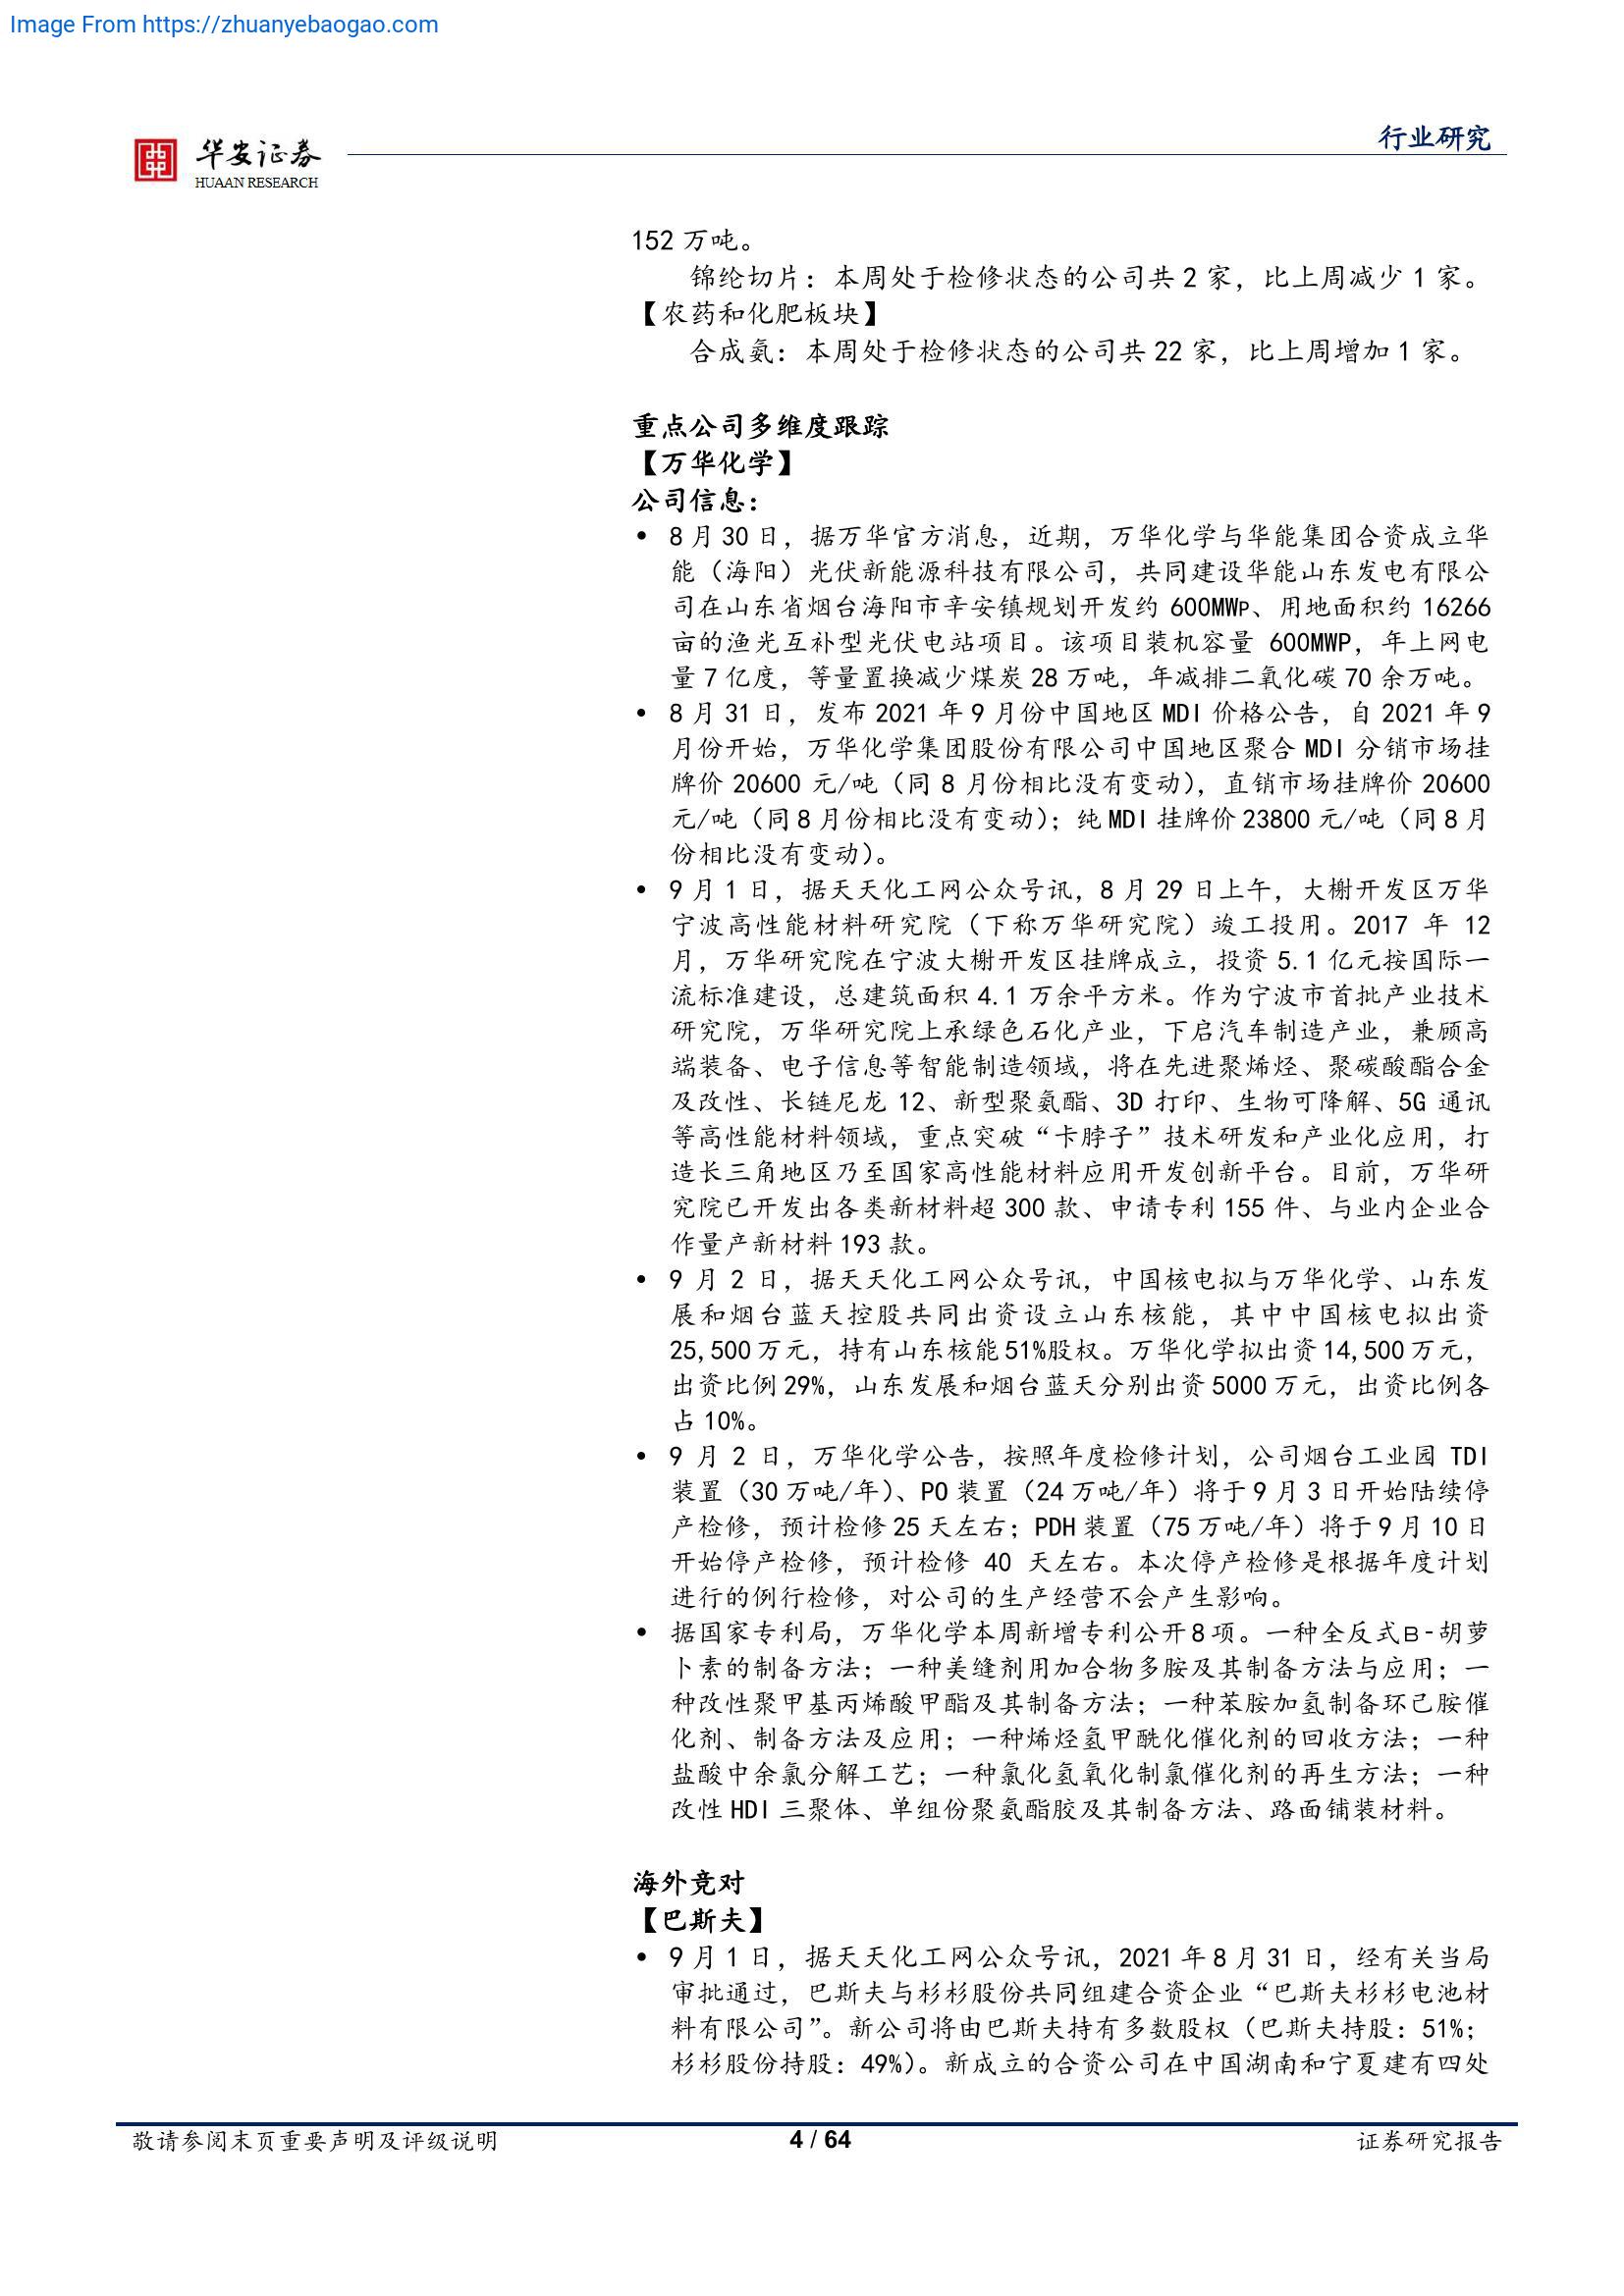 Image From https://zhuanyebaogao.com
华安证券
HUAAN RESEARCH
行业研究
152 万吨。
锦纶切片：本周处于检修状态的公司共 2 家，比上周减少 1 家。
【农药和化肥板块】
合成氨：本周处于检修状态的公司共 22 家，比上周增加 1 家。
重点公司多维度跟踪
【万华化学】
公司信息：
• 8 月 30 日，据万华官方消息，近期，万华化学与华能集团合资成立华
能（海阳）光伏新能源科技有限公司，共同建设华能山东发电有限公
司在山东省烟台海阳市辛安镇规划开发约 600MWP、用地面积约 16266
亩的渔光互补型光伏电站项目。该项目装机容量 600MWP，年上网电
量 7 亿度，等量置换减少煤炭 28 万吨，年减排二氧化碳 70 余万吨。
• 8 月 31 日，发布 2021 年 9 月份中国地区 MDI 价格公告，自 2021 年 9
月份开始，万华化学集团股份有限公司中国地区聚合 MDI 分销市场挂
牌价 20600 元/吨（同 8 月份相比没有变动），直销市场挂牌价 20600
元/吨（同 8 月份相比没有变动）；纯 MDI 挂牌价 23800 元/吨（同 8 月
份相比没有变动）。
• 9 月 1 日，据天天化工网公众号讯，8 月 29 日上午，大榭开发区万华
宁波高性能材料研究院（下称万华研究院）竣工投用。2017 年 12
月，万华研究院在宁波大榭开发区挂牌成立，投资 5.1 亿元按国际一
流标准建设，总建筑面积 4.1 万余平方米。作为宁波市首批产业技术
研究院，万华研究院上承绿色石化产业，下启汽车制造产业，兼顾高
端装备、电子信息等智能制造领域，将在先进聚烯烃、聚碳酸酯合金
及改性、长链尼龙 12、新型聚氨酯、3D 打印、生物可降解、5G 通讯
等高性能材料领域，重点突破“卡脖子”技术研发和产业化应用，打
造长三角地区乃至国家高性能材料应用开发创新平台。目前，万华研
究院已开发出各类新材料超 300 款、申请专利 155 件、与业内企业合
作量产新材料 193 款。
• 9 月 2 日，据天天化工网公众号讯，中国核电拟与万华化学、山东发
展和烟台蓝天控股共同出资设立山东核能，其中中国核电拟出资
25,500 万元，持有山东核能 51%股权。万华化学拟出资 14,500 万元，
出资比例 29%，山东发展和烟台蓝天分别出资 5000 万元，出资比例各
占 10%。
• 9 月 2 日，万华化学公告，按照年度检修计划，公司烟台工业园 TDI
装置（30 万吨/年）、PO 装置（24 万吨/年）将于 9 月 3 日开始陆续停
产检修，预计检修 25 天左右；PDH 装置（75 万吨/年）将于 9 月 10 日
开始停产检修，预计检修 40 天左右。本次停产检修是根据年度计划
进行的例行检修，对公司的生产经营不会产生影响。
• 据国家专利局，万华化学本周新增专利公开 8 项。一种全反式 B-胡萝
卜素的制备方法；一种美缝剂用加合物多胺及其制备方法与应用；一
种改性聚甲基丙烯酸甲酯及其制备方法；一种苯胺加氢制备环己胺催
化剂、制备方法及应用；一种烯烃氢甲酰化催化剂的回收方法；一种
盐酸中余氯分解工艺；一种氯化氢氧化制氯催化剂的再生方法；一种
改性 HDI 三聚体、单组份聚氨酯胶及其制备方法、路面铺装材料。
海外竞对
【巴斯夫】
• 9 月 1 日，据天天化工网公众号讯，2021 年 8 月 31 日，经有关当局
审批通过，巴斯夫与杉杉股份共同组建合资企业“巴斯夫杉杉电池材
料有限公司”。新公司将由巴斯夫持有多数股权（巴斯夫持股：51%；
杉杉股份持股：49%）。新成立的合资公司在中国湖南和宁夏建有四处
敬请参阅末页重要声明及评级说明
4 / 64
证券研究报告